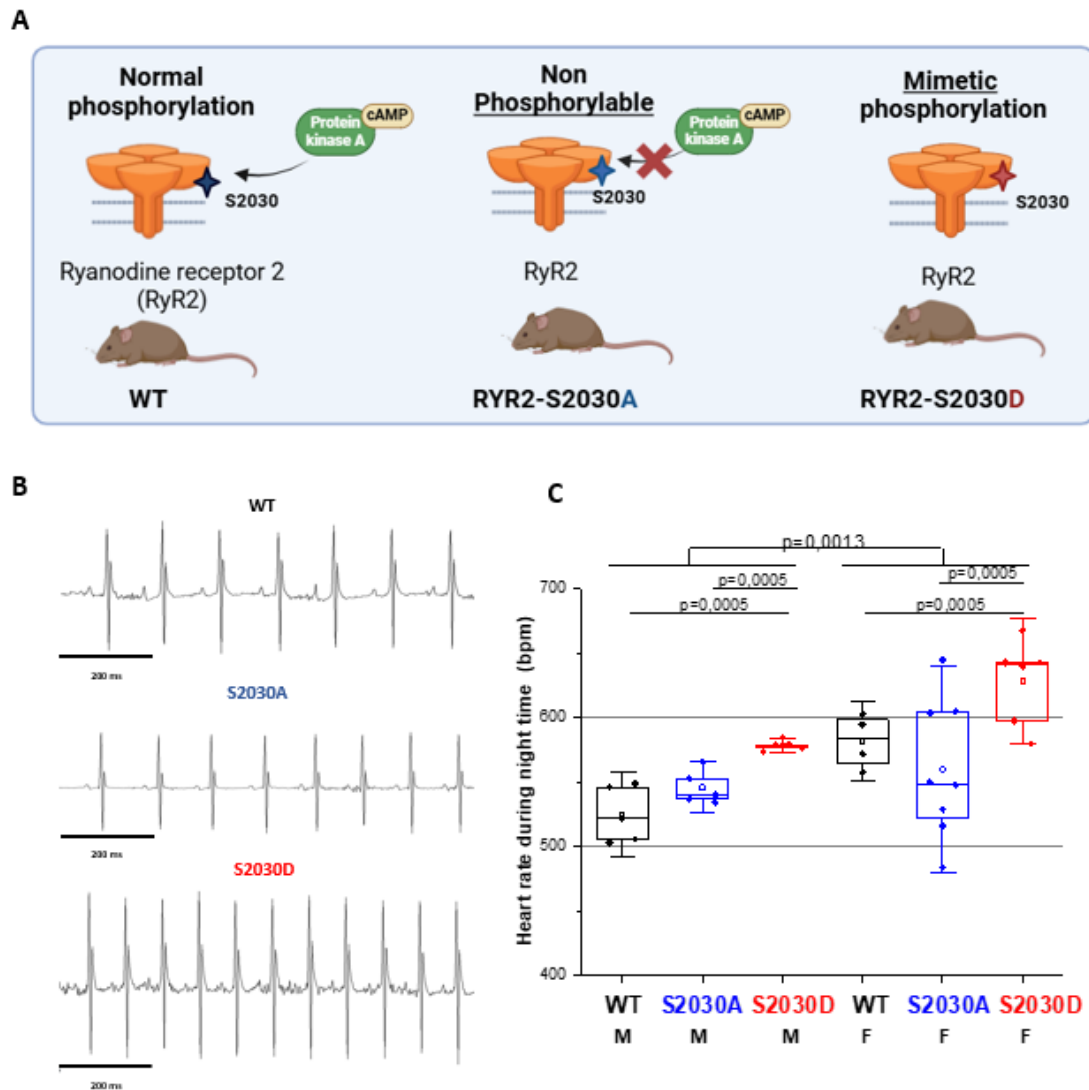 A
Normal
phosphorylation
Protein
kinase A
cAMP
S2030
Ryanodine receptor 2
(RyR2)
WT
Non
Phosphorylable
Protein
kinase A
cAMP
S2030
RyR2
RYR2-S2030A
Mimetic
phosphorylation
S2030
RyR2
RYR2-S2030D
B
WT
200 ms
S2030A
200 ms
S2030D
200 ms
C
p=0,0013
p=0,0005
p=0,0005
p=0,0005
p=0,0005
Heart rate during night time (bpm)
700
600
500
400
WT S2030A S2030D WT S2030A S2030D
M M M F F F